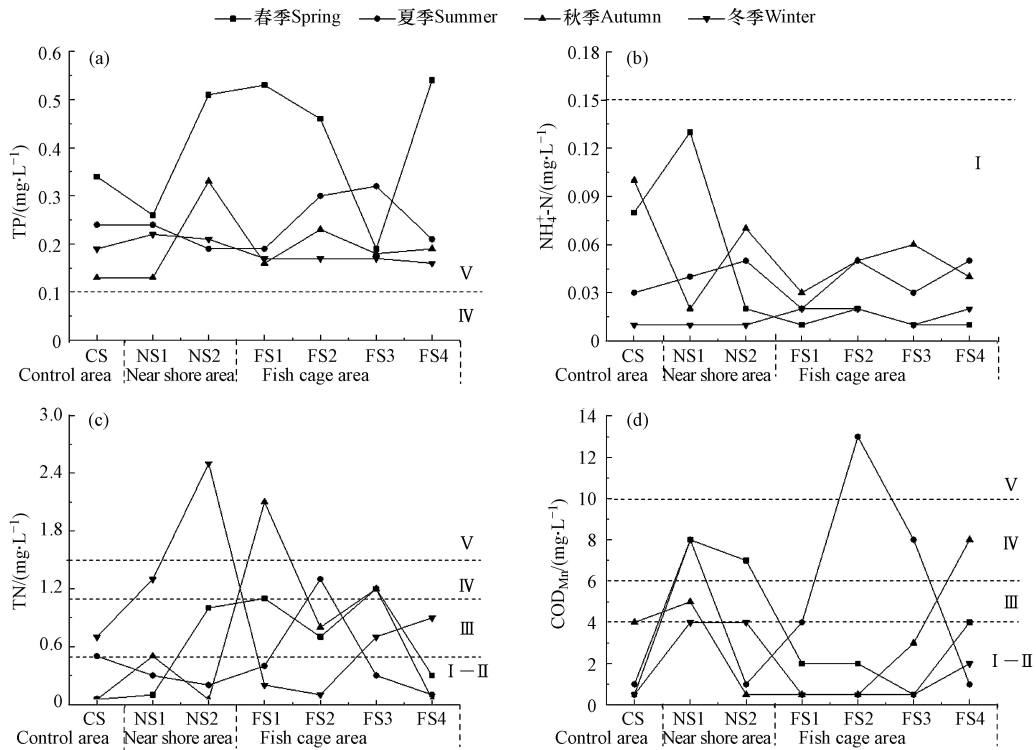 春季Spring 夏季Summer 秋季Autumn 冬季Winter
(a)
TP/(mg·L⁻¹)
0.6
0.5
0.4
0.3
0.2
0.1
0
Ⅴ
Ⅳ
CS NS1 NS2 FS1 FS2 FS3 FS4
Control area Near shore area Fish cage area
(b)
NH₄⁺-N/(mg·L⁻¹)
0.18
0.15
0.12
0.09
0.06
0.03
0
Ⅰ
CS NS1 NS2 FS1 FS2 FS3 FS4
Control area Near shore area Fish cage area
(c)
TN/(mg·L⁻¹)
3.0
2.4
1.8
1.2
0.6
0
Ⅴ
Ⅳ
Ⅲ
Ⅰ－Ⅱ
CS NS1 NS2 FS1 FS2 FS3 FS4
Control area Near shore area Fish cage area
(d)
COD_Mn/(mg·L⁻¹)
14
12
10
8
6
4
2
0
Ⅴ
Ⅳ
Ⅲ
Ⅰ－Ⅱ
CS NS1 NS2 FS1 FS2 FS3 FS4
Control area Near shore area Fish cage area